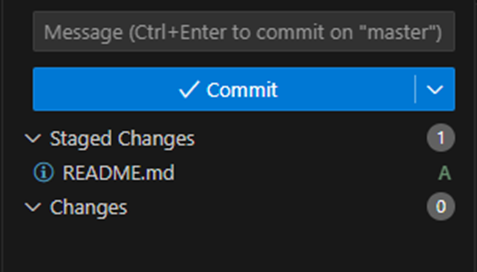 Message (Ctrl+Enter to commit on "master")
Commit
Staged Changes 1
README.md A
Changes 0